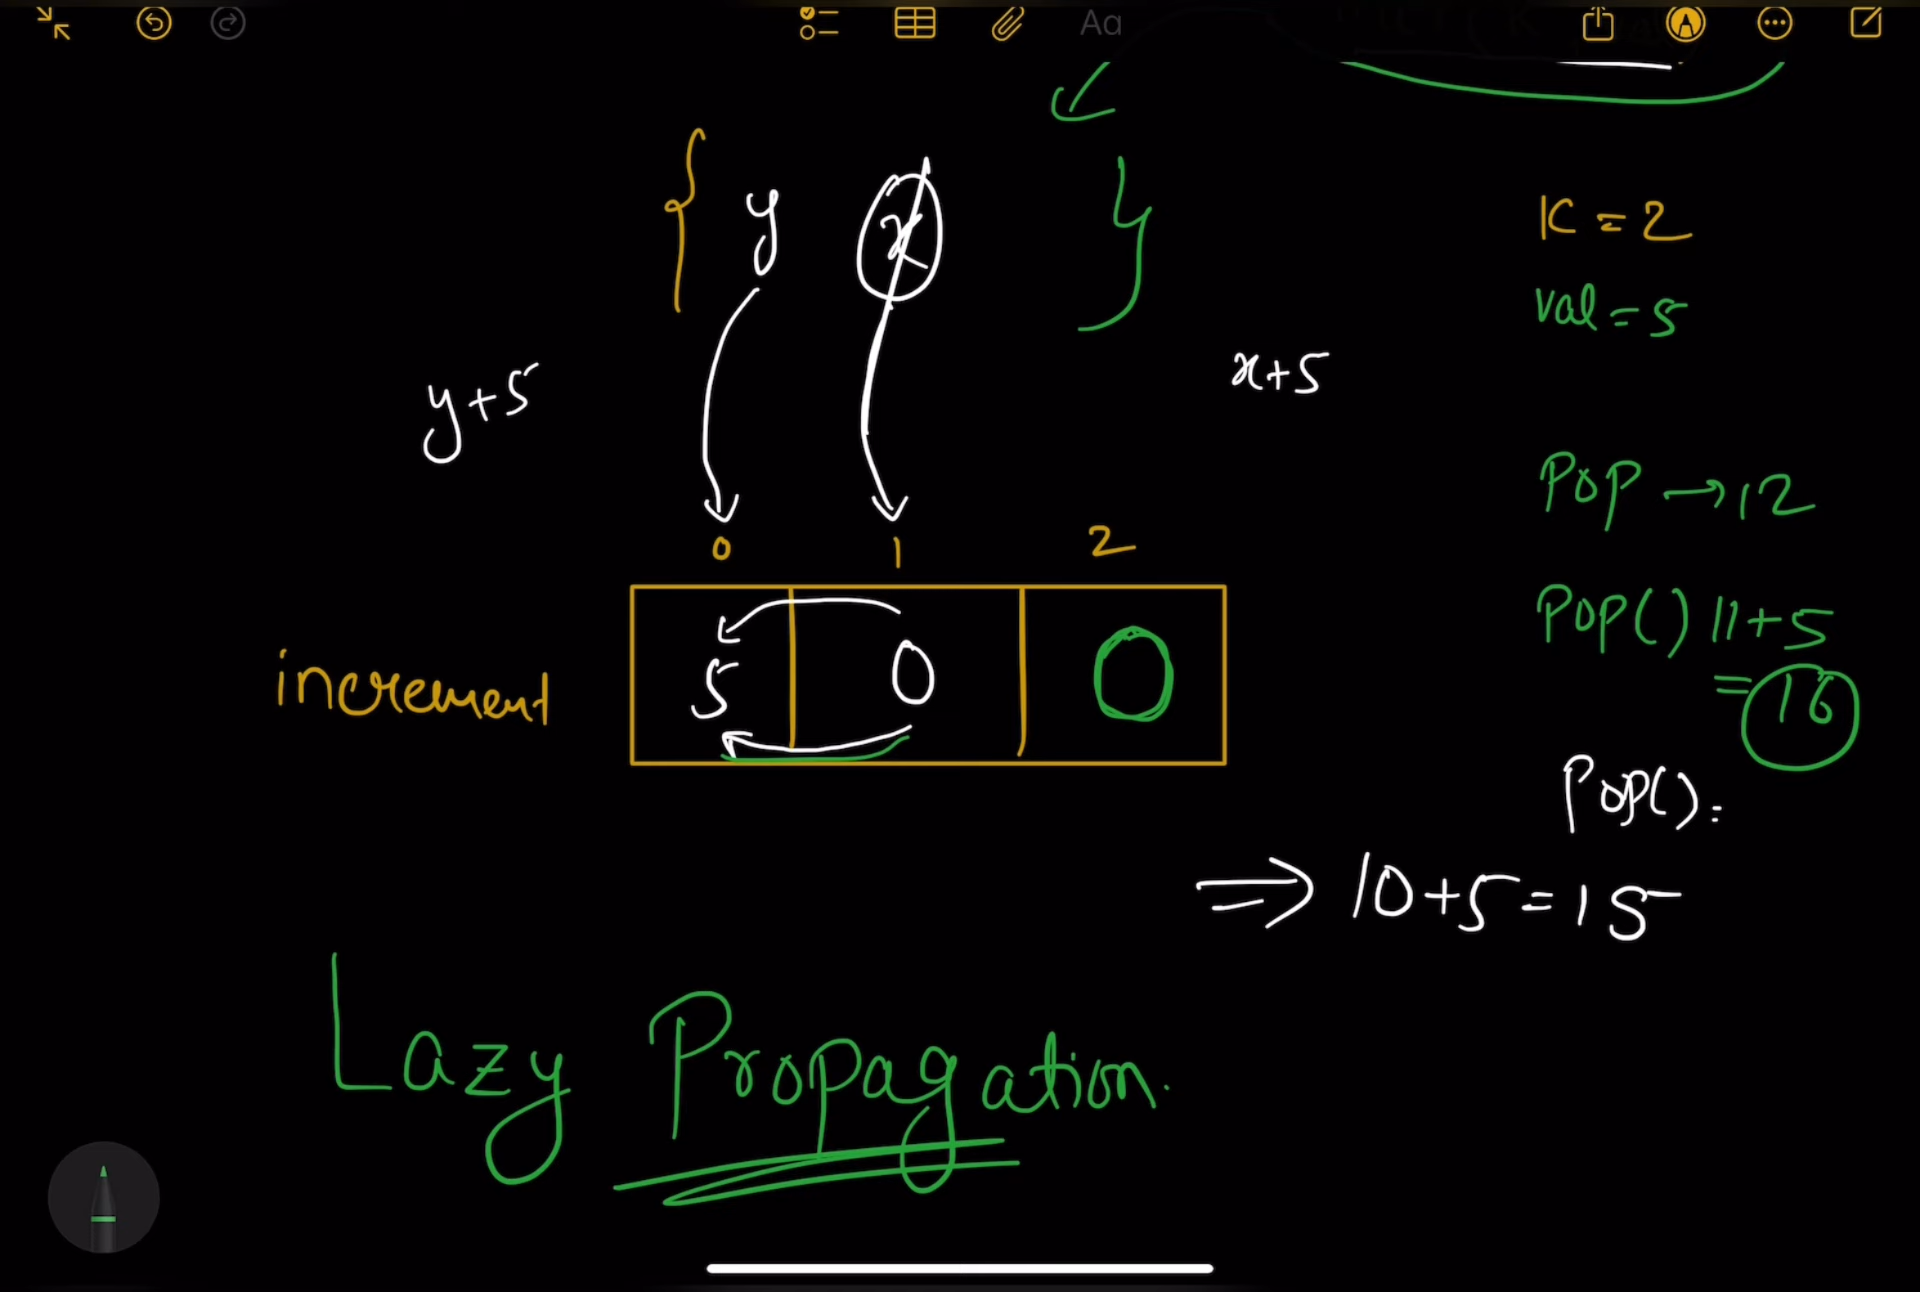 Aa
{ y x }
K = 2
val = 5
y+5
x+5
Pop → 12
0 1 2
Pop() 11+5
= 16
increment 5 0 0
Pop():
⇒ 10+5=15
Lazy Propagation.